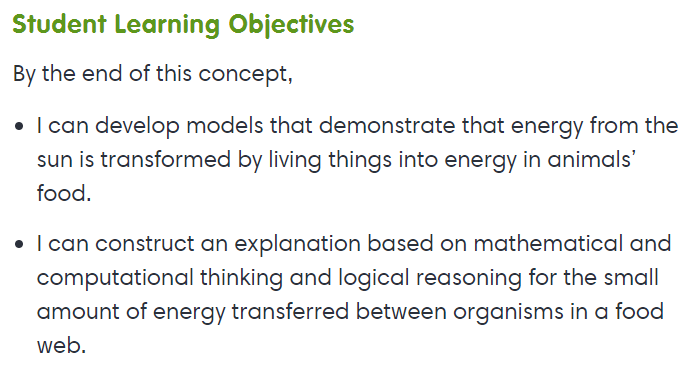 Student Learning Objectives
By the end of this concept,
• I can develop models that demonstrate that energy from the
sun is transformed by living things into energy in animals’
food.
• I can construct an explanation based on mathematical and
computational thinking and logical reasoning for the small
amount of energy transferred between organisms in a food
web.